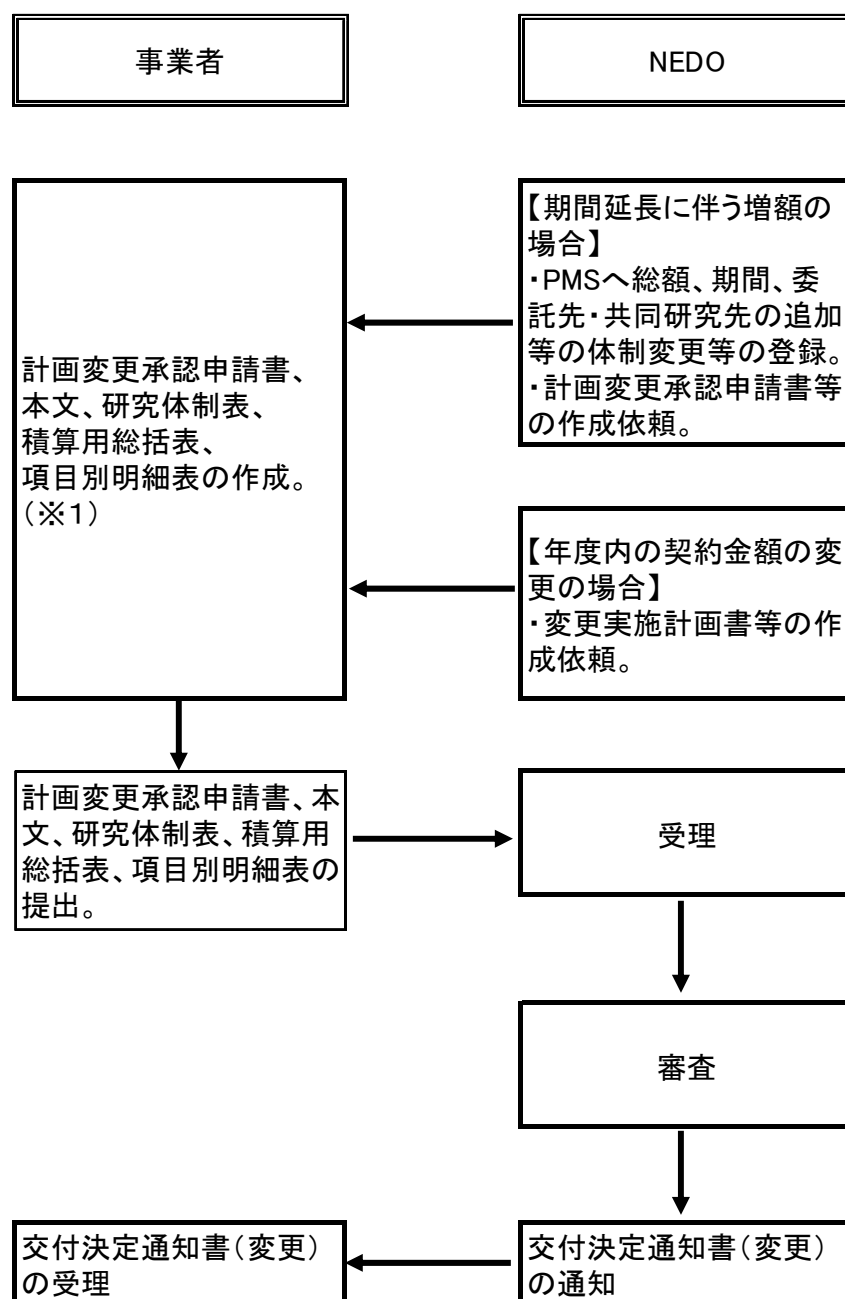 事業者
NEDO
【期間延長に伴う増額の
場合】
・PMSへ総額、期間、委
託先・共同研究先の追加
等の体制変更等の登録。
・計画変更承認申請書等
の作成依頼。
計画変更承認申請書、
本文、研究体制表、
積算用総括表、
項目別明細表の作成。
(※1)
【年度内の契約金額の変
更の場合】
・変更実施計画書等の作
成依頼。
計画変更承認申請書、本
文、研究体制表、積算用
総括表、項目別明細表の
提出。
受理
審査
交付決定通知書(変更)
の通知
交付決定通知書(変更)
の受理